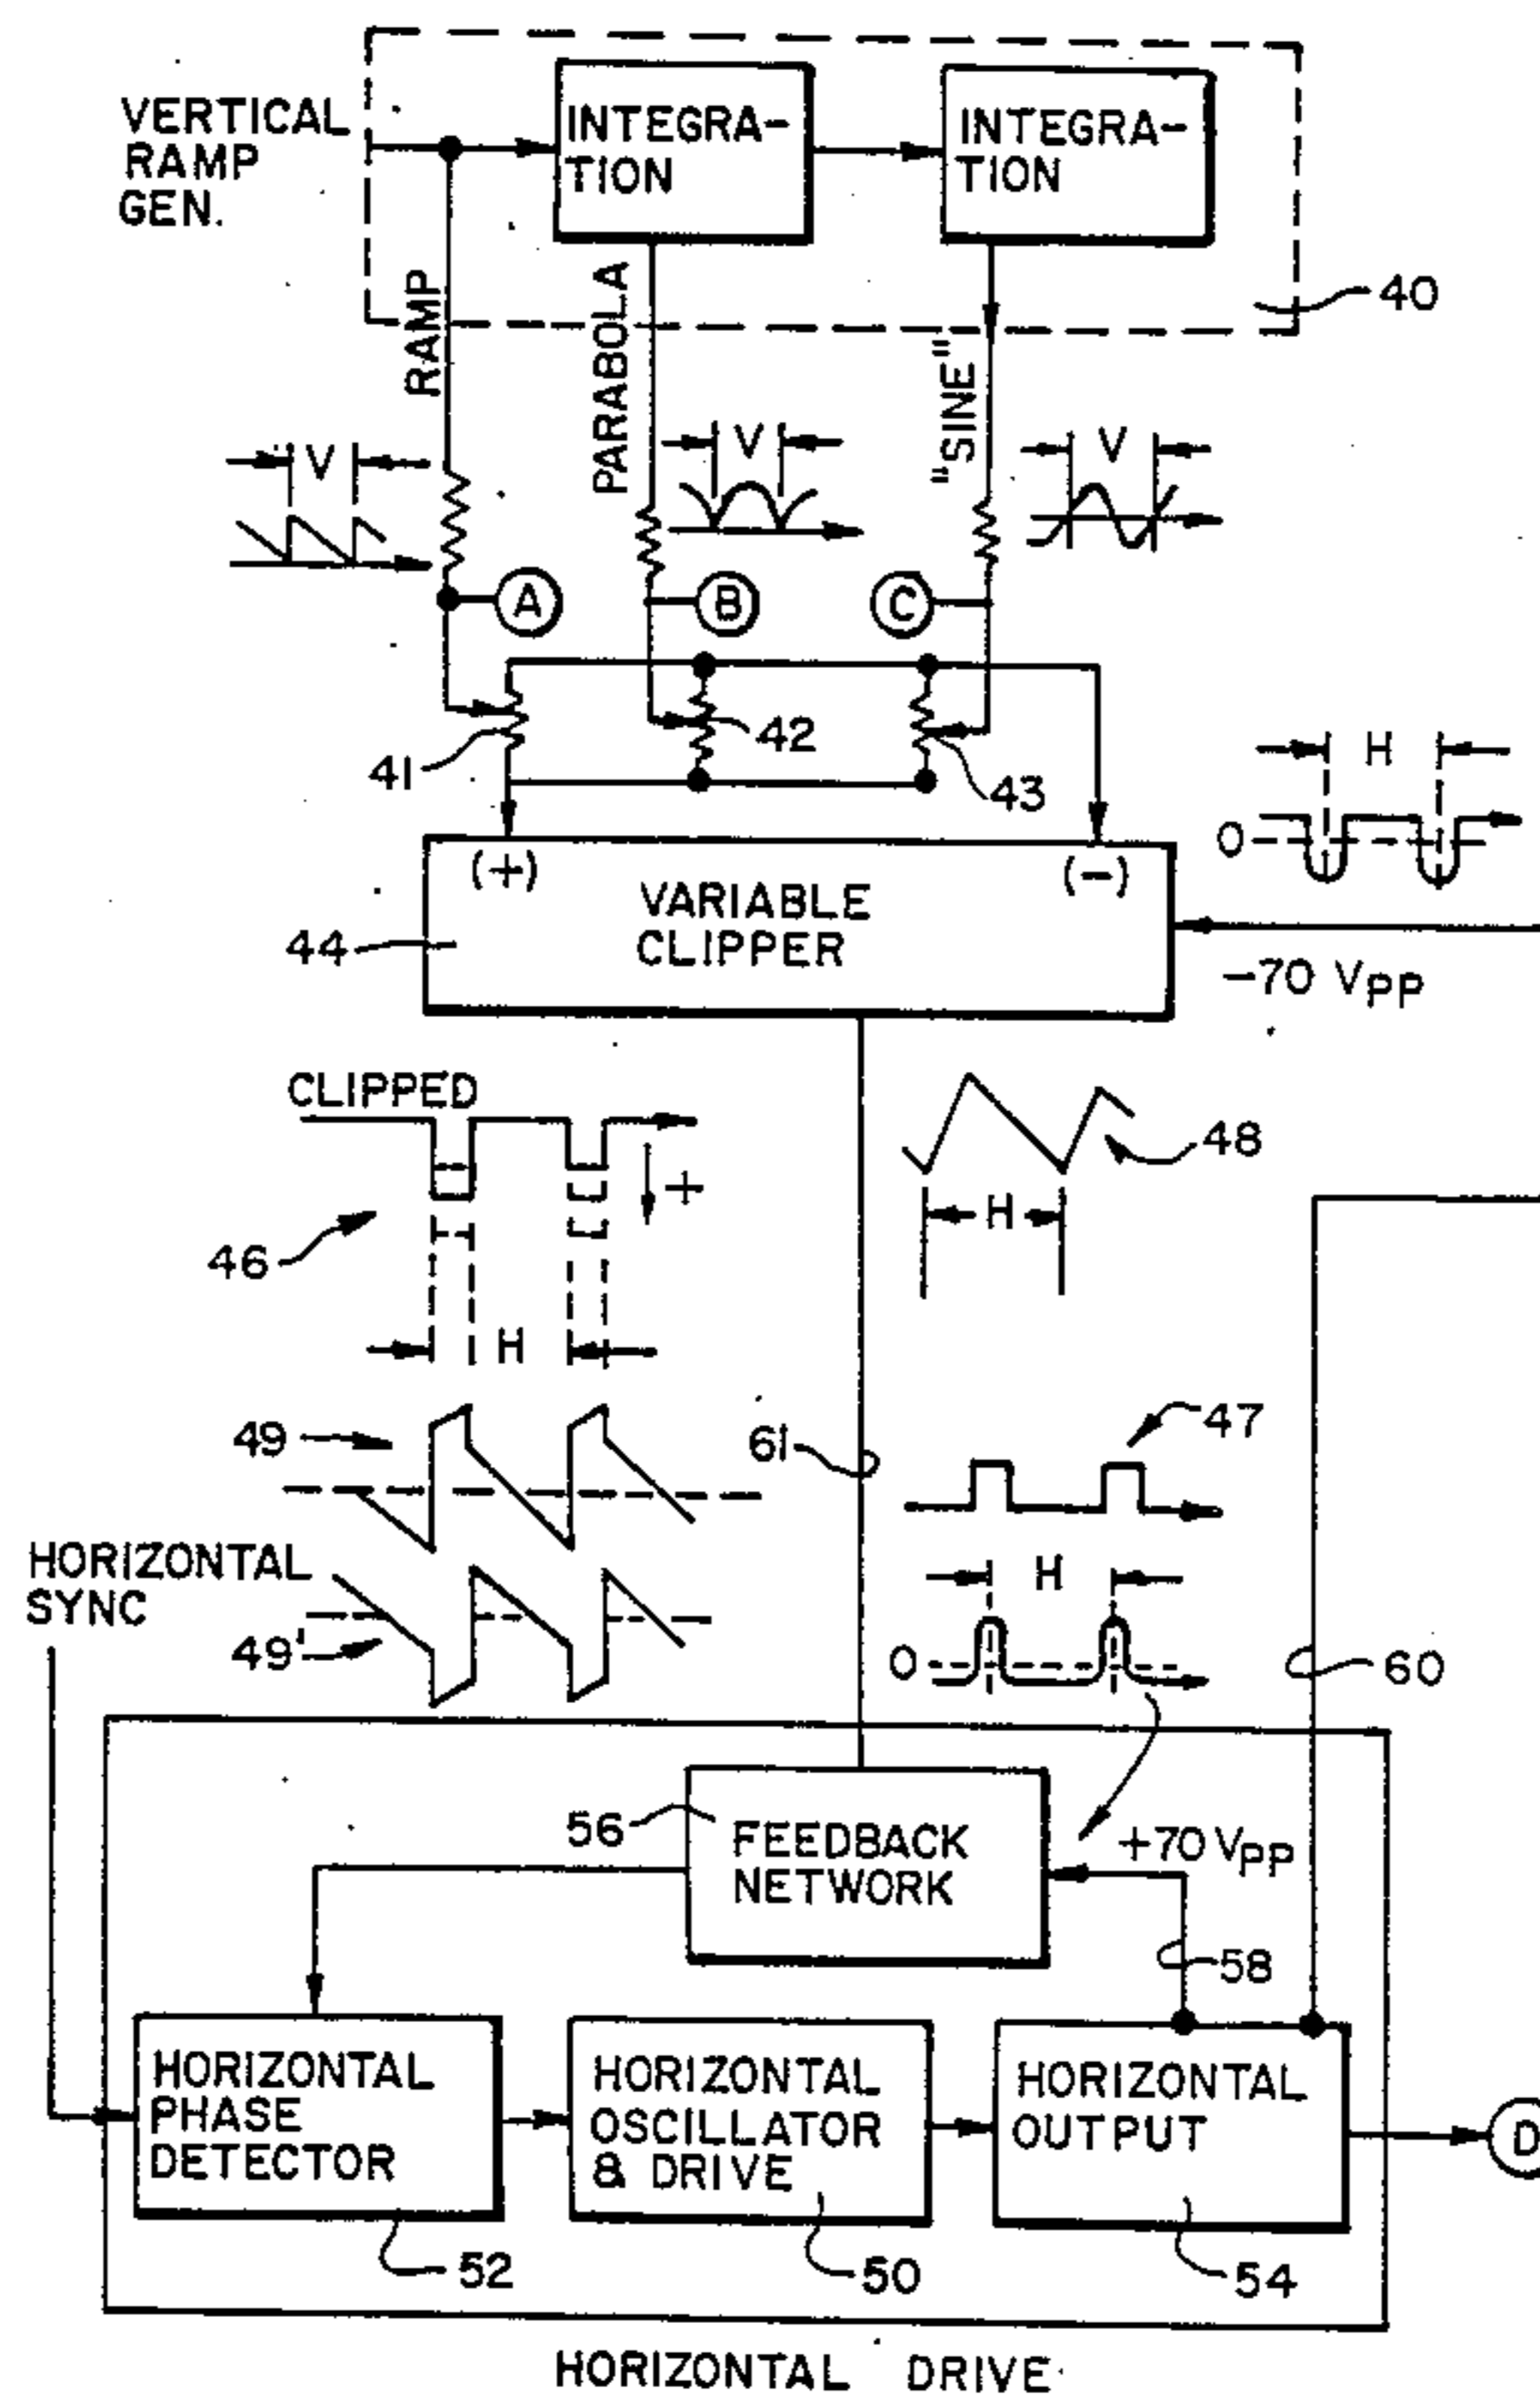 VERTICAL
RAMP
GEN.
INTEGRA-
TION
INTEGRA-
TION
40
RAMP
PARABOLA
"SINE"
V
V
V
A
B
C
41
42
43
H
O
(+)
(-)
VARIABLE
CLIPPER
44
-70 VPP
CLIPPED
+
46
H
48
H
49
61
47
HORIZONTAL
SYNC
49'
H
O
60
56
FEEDBACK
NETWORK
+70 VPP
58
HORIZONTAL
PHASE
DETECTOR
HORIZONTAL
OSCILLATOR
& DRIVE
HORIZONTAL
OUTPUT
D
52
50
54
HORIZONTAL DRIVE